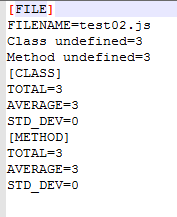 [FILE]
FILENAME=test02.js
Class undefined=3
Method undefined=3
[CLASS]
TOTAL=3
AVERAGE=3
STD_DEV=0
[METHOD]
TOTAL=3
AVERAGE=3
STD_DEV=0